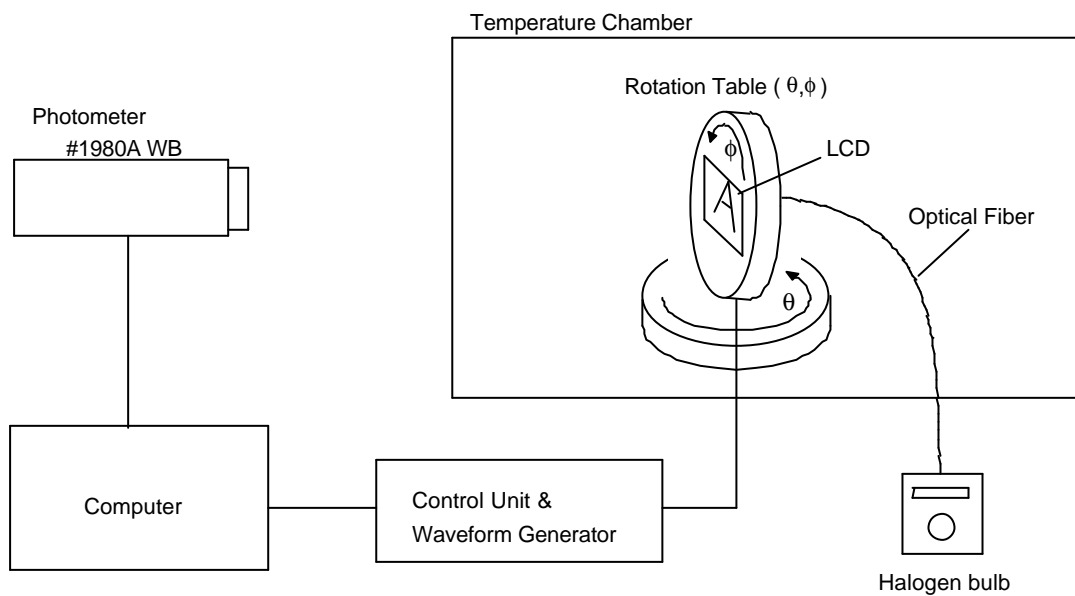 Temperature Chamber
Rotation Table ( θ,ϕ )
Photometer
#1980A WB
ϕ
LCD
A
Optical Fiber
θ
Computer
Control Unit &
Waveform Generator
Halogen bulb